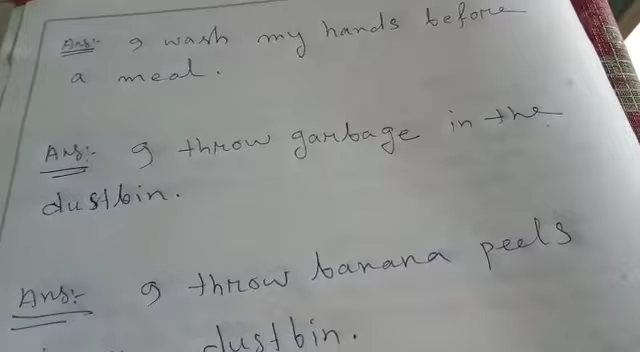 Ans:- I wash my hands before
a meal.
Ans:- I throw garbage in the
dustbin.
Ans:- I throw banana peels
dustbin.